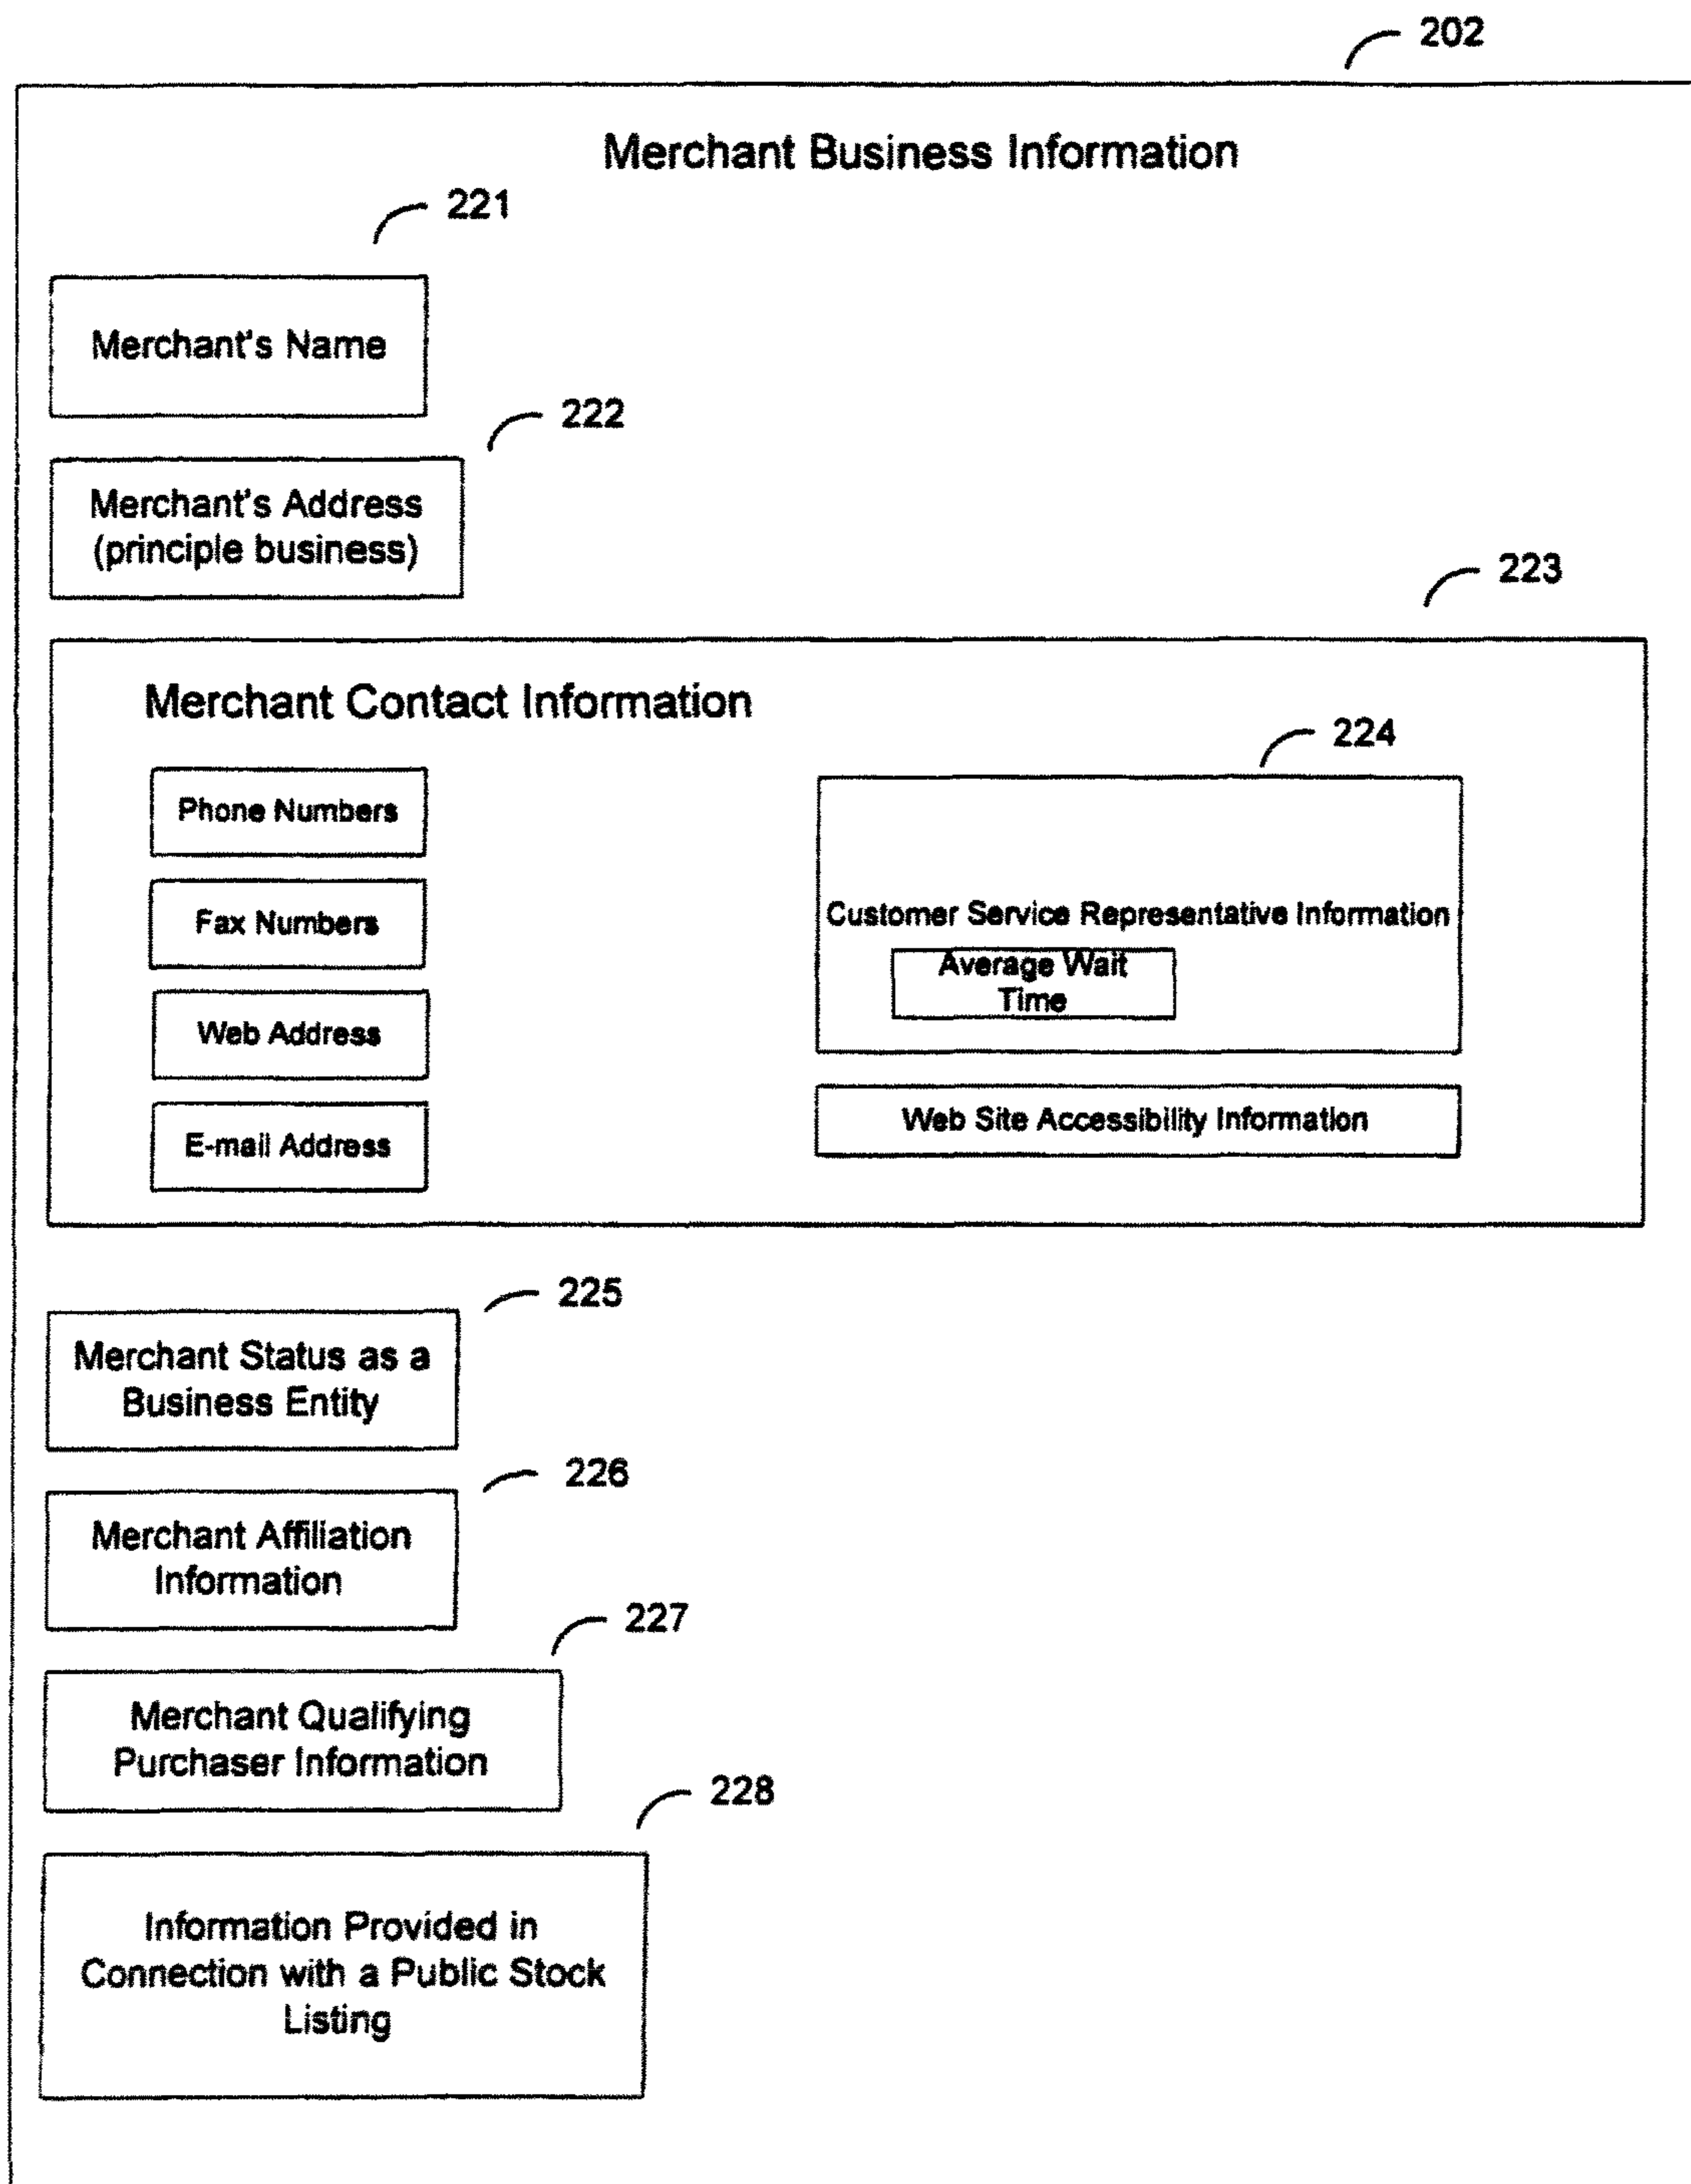 202
Merchant Business Information
221
Merchant's Name
222
Merchant's Address
(principle business)
223
Merchant Contact Information
224
Phone Numbers
Fax Numbers
Web Address
E-mail Address
Customer Service Representative Information
Average Wait
Time
Web Site Accessibility Information
225
Merchant Status as a
Business Entity
226
Merchant Affiliation
Information
227
Merchant Qualifying
Purchaser Information
228
Information Provided in
Connection with a Public Stock
Listing